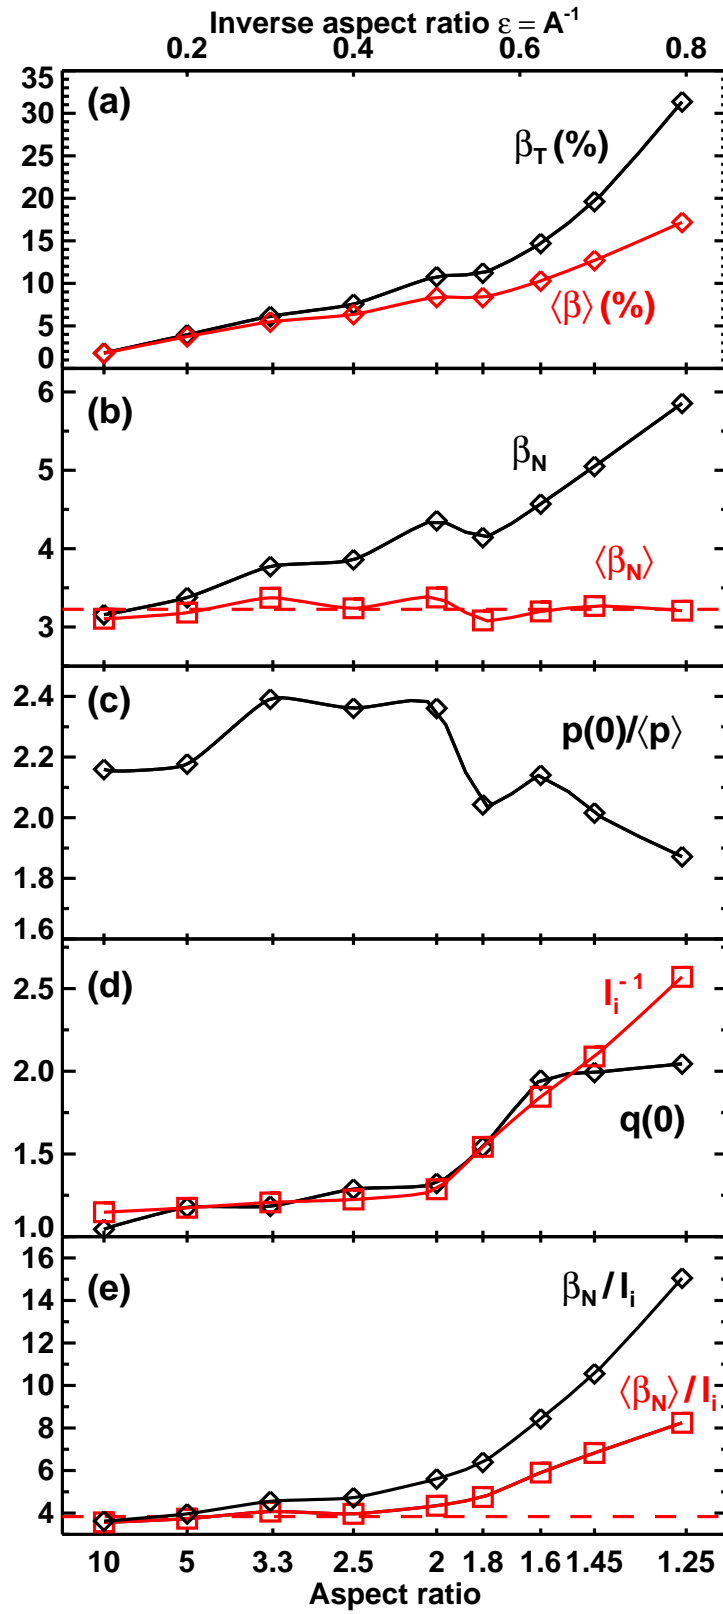 Inverse aspect ratio ε = A⁻¹
0.2 0.4 0.6 0.8
(a)
35
30
25
20
15
10
5
0
β_T (%)
⟨β⟩ (%)
(b)
6
5
4
3
β_N
⟨β_N⟩
(c)
2.4
2.2
2.0
1.8
1.6
p(0)/⟨p⟩
(d)
2.5
2.0
1.5
1.0
l_i⁻¹
q(0)
(e)
16
14
12
10
8
6
4
β_N / l_i
⟨β_N⟩ / l_i
10 5 3.3 2.5 2 1.8 1.6 1.45 1.25
Aspect ratio